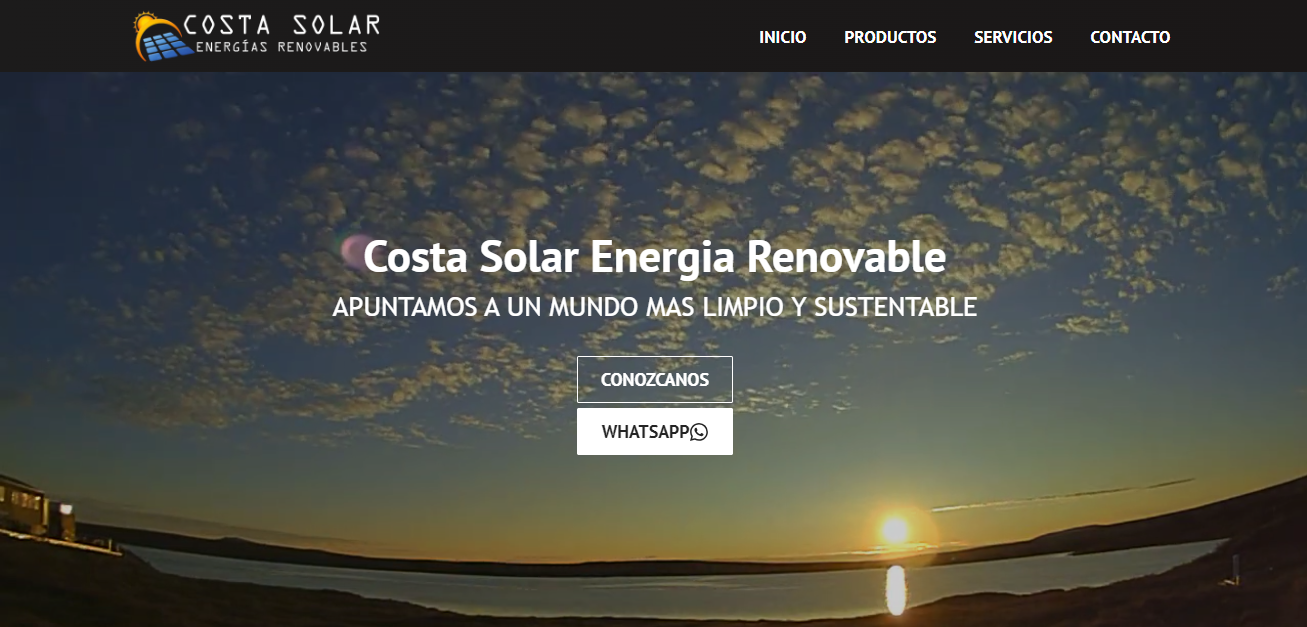 COSTA SOLAR
ENERGÍAS RENOVABLES
INICIO PRODUCTOS SERVICIOS CONTACTO
Costa Solar Energia Renovable
APUNTAMOS A UN MUNDO MAS LIMPIO Y SUSTENTABLE
CONOZCANOS
WHATSAPP